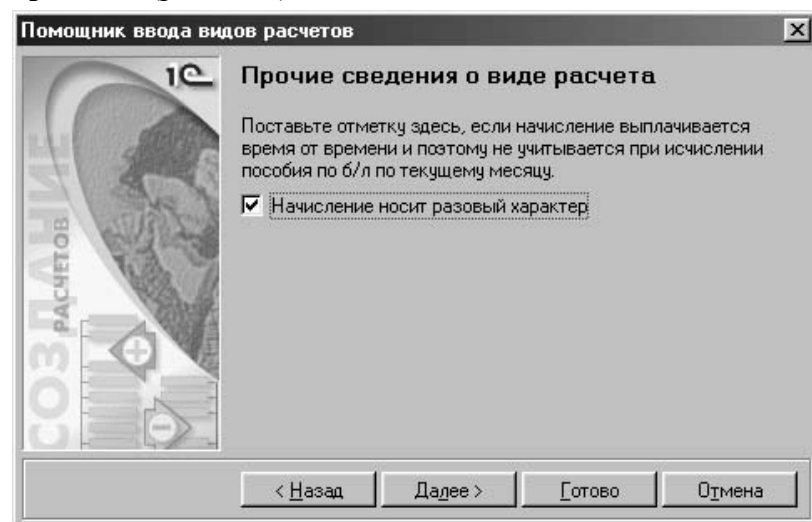 Помощник ввода видов расчетов
1С
Прочие сведения о виде расчета
Поставьте отметку здесь, если начисление выплачивается
время от времени и поэтому не учитывается при исчислении
пособия по б/л по текущему месяцу.
Начисление носит разовый характер
СОЗДАНИЕ
РАСЧЕТОВ
< Назад
Далее >
Готово
Отмена